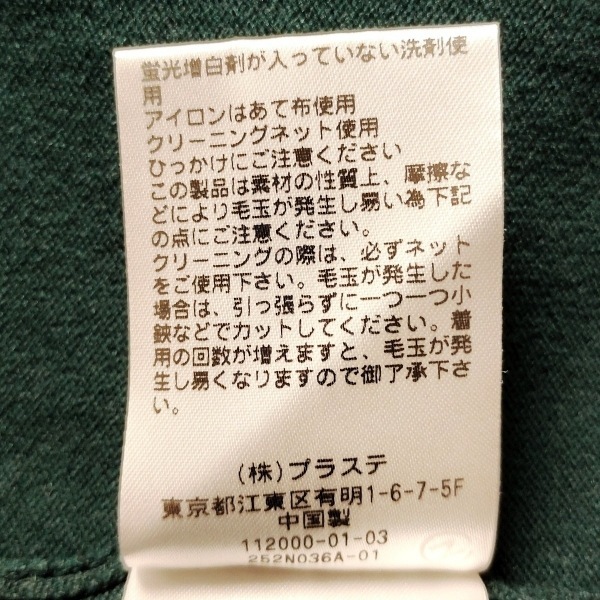 蛍光増白剤が入っていない洗剤使
用
アイロンはあて布使用
クリーニングネット使用
ひっかけにご注意ください
この製品は素材の性質上、摩擦な
どにより毛玉が発生し易い為下記
の点にご注意ください。
クリーニングの際は、必ずネット
をご使用下さい。毛玉が発生した
場合は、引っ張らずに一つ一つ小
鋏などでカットしてください。着
用の回数が増えますと、毛玉が発
生し易くなりますので御了承下さ
い。
(株)プラステ
東京都江東区有明1-6-7-5F
中国製
112000-01-03
252N036A-01